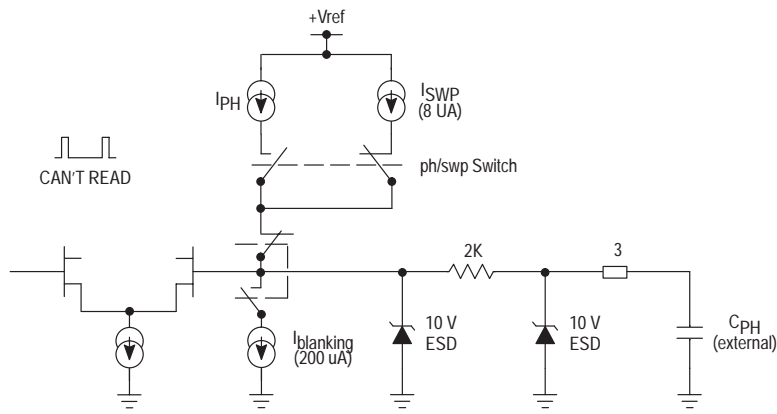 +Vref
IPH
ISWP
(8 UA)
ph/swp Switch
CAN'T READ
2K
3
Iblanking
(200 uA)
10 V
ESD
10 V
ESD
CPH
(external)